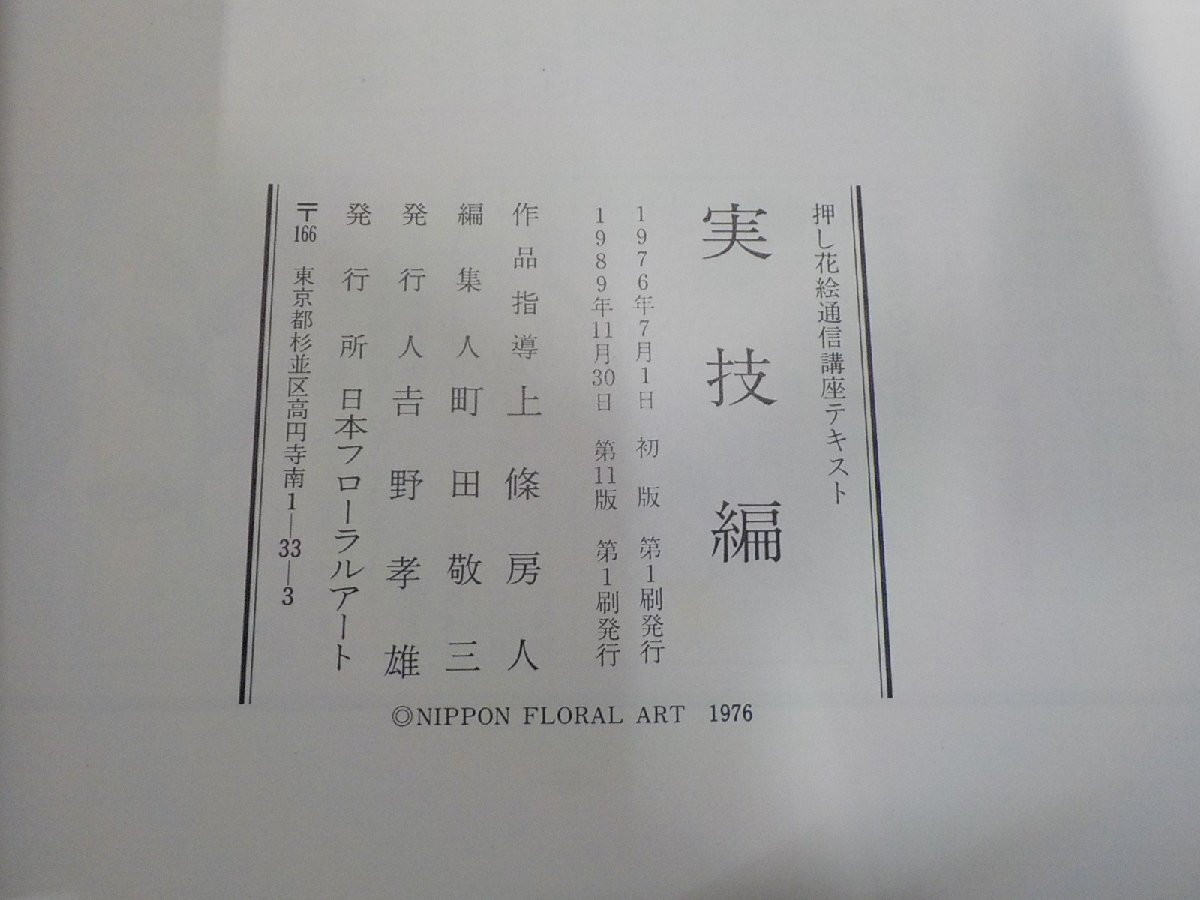 押し花絵通信講座テキスト
実技編
1976年7月1日 初版 第1刷発行
1989年11月30日 第11版 第1刷発行
作品指導 上條房人
編集人 町田敬三
発行人 𠮷野孝雄
発行所 日本フローラルアート
〒166 東京都杉並区高円寺南1—33—3
◎NIPPON FLORAL ART 1976